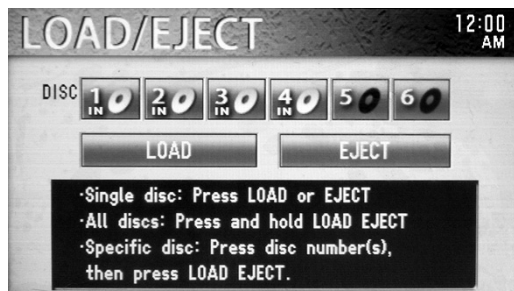 LOAD/EJECT
12:00
AM
DISC 1 IN 2 IN 3 IN 4 IN 5 6
LOAD EJECT
·Single disc: Press LOAD or EJECT
·All discs: Press and hold LOAD EJECT
·Specific disc: Press disc number(s),
then press LOAD EJECT.